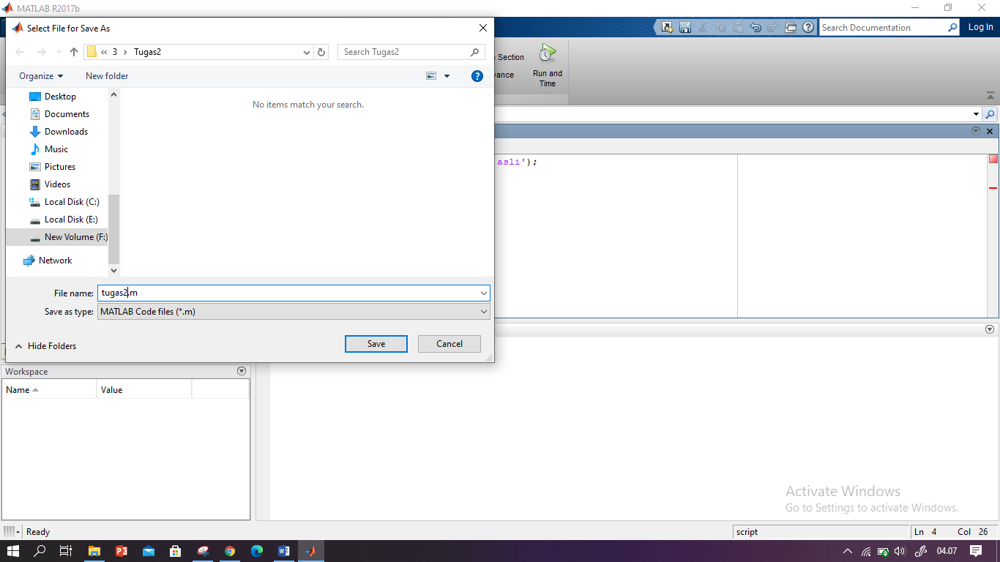 MATLAB R2017b
Select File for Save As
Search Documentation
Log In
« 3 › Tugas2
Search Tugas2
Section
Organize
New folder
vance
Run and
Time
Desktop
Documents
Downloads
Music
Pictures
Videos
Local Disk (C:)
Local Disk (E:)
New Volume (F:)
Network
No items match your search.
asli');
File name: tugas2.m
Save as type: MATLAB Code files (*.m)
Hide Folders
Save
Cancel
Workspace
Name
Value
Activate Windows
Go to Settings to activate Windows.
Ready
script
Ln 4 Col 26
04.07